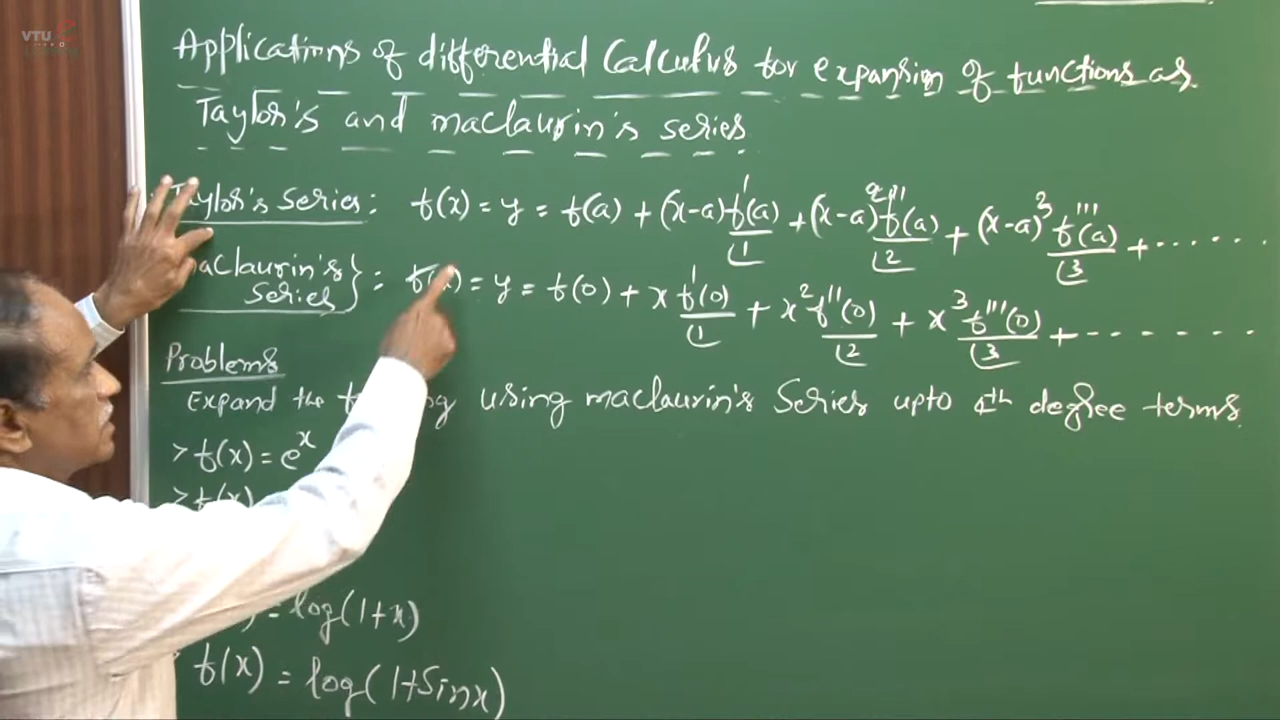 VTU
Applications of differential Calculus for expansion of functions as
Taylor's and maclaurin's series
Taylor's series : f(x) = y = f(a) + (x-a) f'(a)/⌊1 + (x-a)² f''(a)/⌊2 + (x-a)³ f'''(a)/⌊3 + ......
maclaurin's series } : f(x) = y = f(0) + x f'(0)/⌊1 + x² f''(0)/⌊2 + x³ f'''(0)/⌊3 + ......
Problems
Expand the using maclaurin's Series upto 4th degree terms.
> f(x) = e^x
> f(x)
= log(1+x)
f(x) = log(1+Sinx)